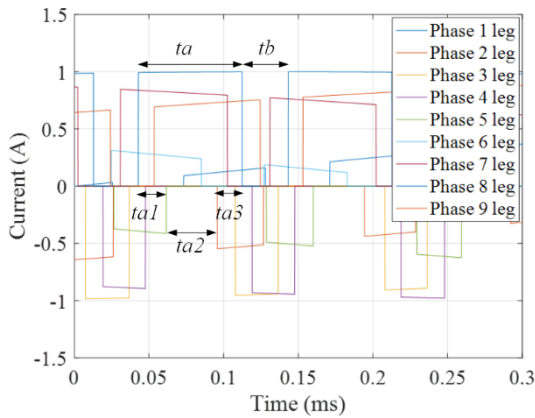 1.5
1
0.5
0
-0.5
-1
-1.5
Current (A)
ta
tb
ta1
ta3
ta2
Phase 1 leg
Phase 2 leg
Phase 3 leg
Phase 4 leg
Phase 5 leg
Phase 6 leg
Phase 7 leg
Phase 8 leg
Phase 9 leg
0 0.05 0.1 0.15 0.2 0.25 0.3
Time (ms)